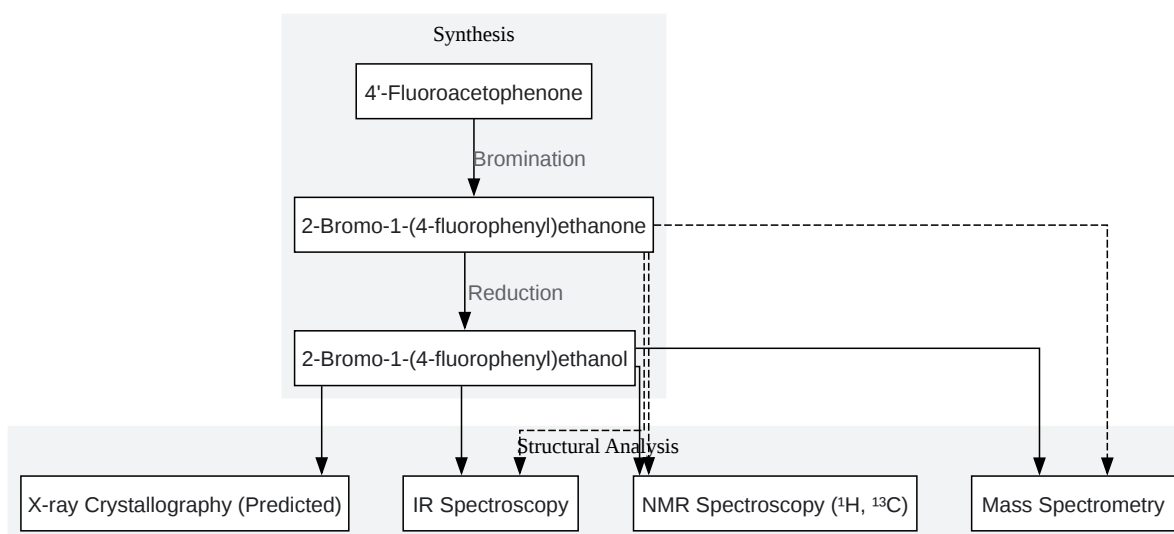 Synthesis
4'-Fluoroacetophenone
Bromination
2-Bromo-1-(4-fluorophenyl)ethanone
Reduction
2-Bromo-1-(4-fluorophenyl)ethanol
Structural Analysis
X-ray Crystallography (Predicted)
IR Spectroscopy
NMR Spectroscopy (¹H, ¹³C)
Mass Spectrometry